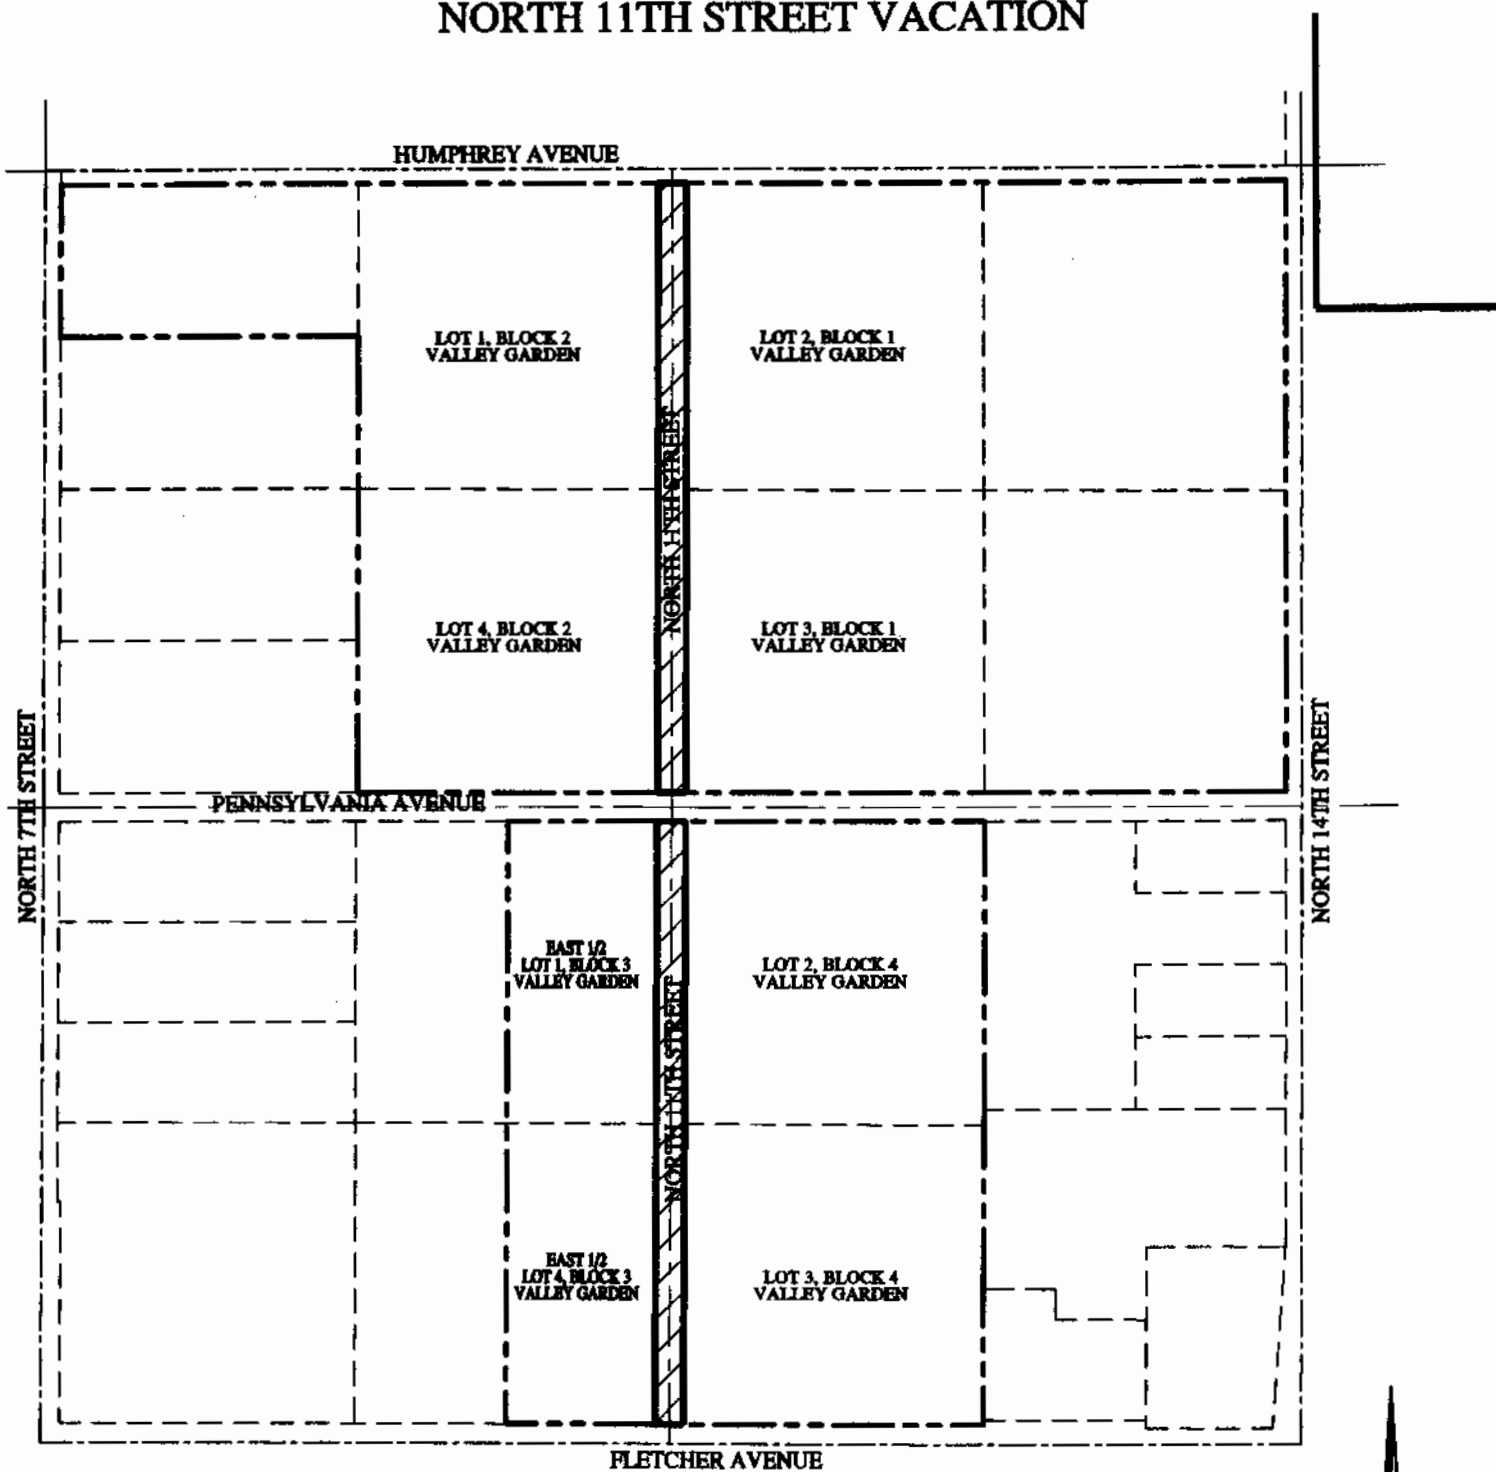 NORTH 11TH STREET VACATION
HUMPHREY AVENUE
LOT 1, BLOCK 2
VALLEY GARDEN
LOT 2, BLOCK 1
VALLEY GARDEN
NORTH 11TH STREET
LOT 4, BLOCK 2
VALLEY GARDEN
LOT 3, BLOCK 1
VALLEY GARDEN
NORTH 7TH STREET
PENNSYLVANIA AVENUE
NORTH 14TH STREET
EAST 1/2
LOT 1, BLOCK 3
VALLEY GARDEN
LOT 2, BLOCK 4
VALLEY GARDEN
NORTH 11TH STREET
EAST 1/2
LOT 4, BLOCK 3
VALLEY GARDEN
LOT 3, BLOCK 4
VALLEY GARDEN
FLETCHER AVENUE